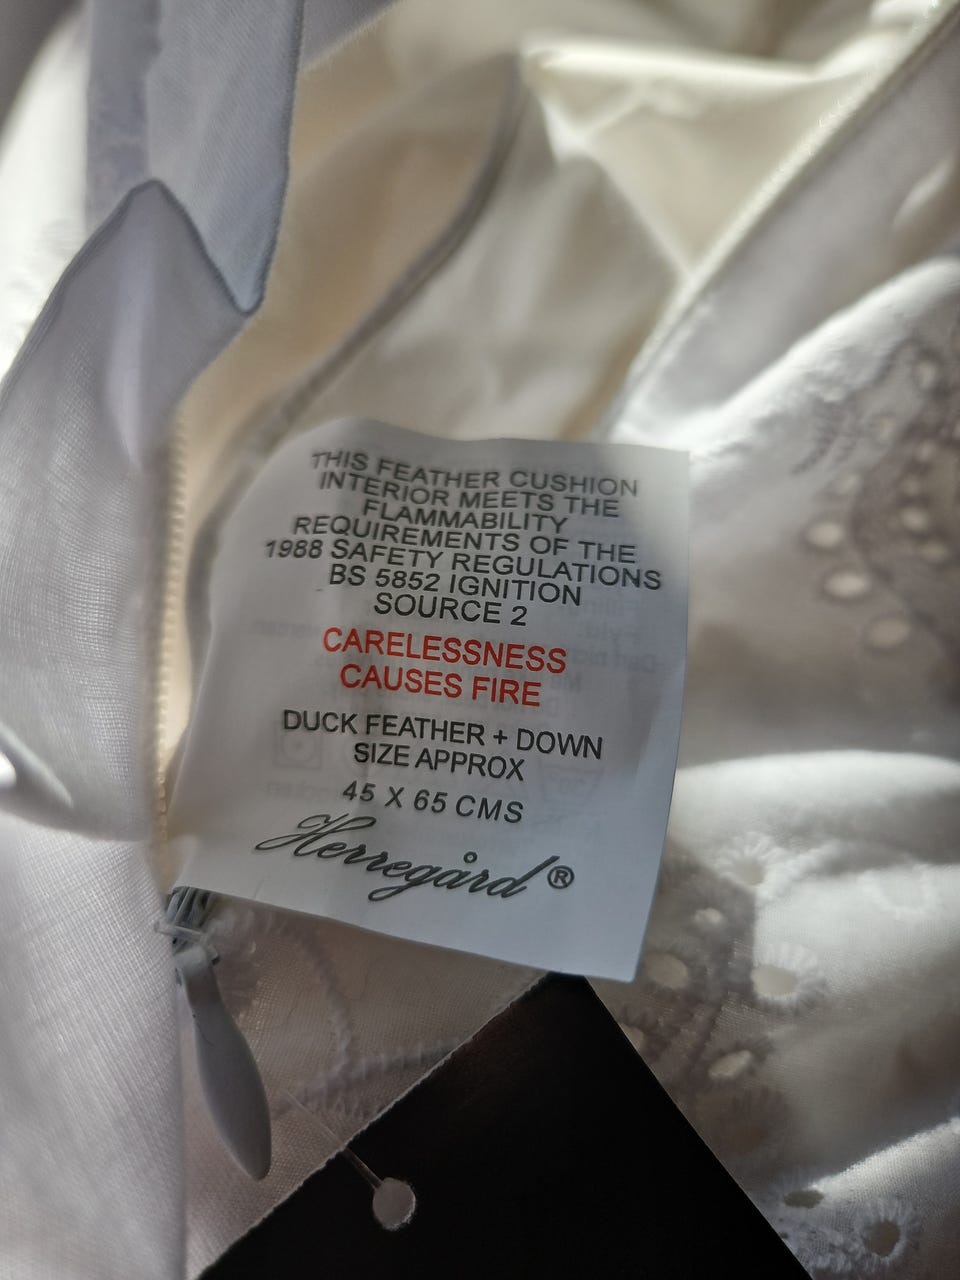 THIS FEATHER CUSHION
INTERIOR MEETS THE
FLAMMABILITY
REQUIREMENTS OF THE
1988 SAFETY REGULATIONS
BS 5852 IGNITION
SOURCE 2
CARELESSNESS
CAUSES FIRE
DUCK FEATHER + DOWN
SIZE APPROX
45 X 65 CMS
Herregård ®